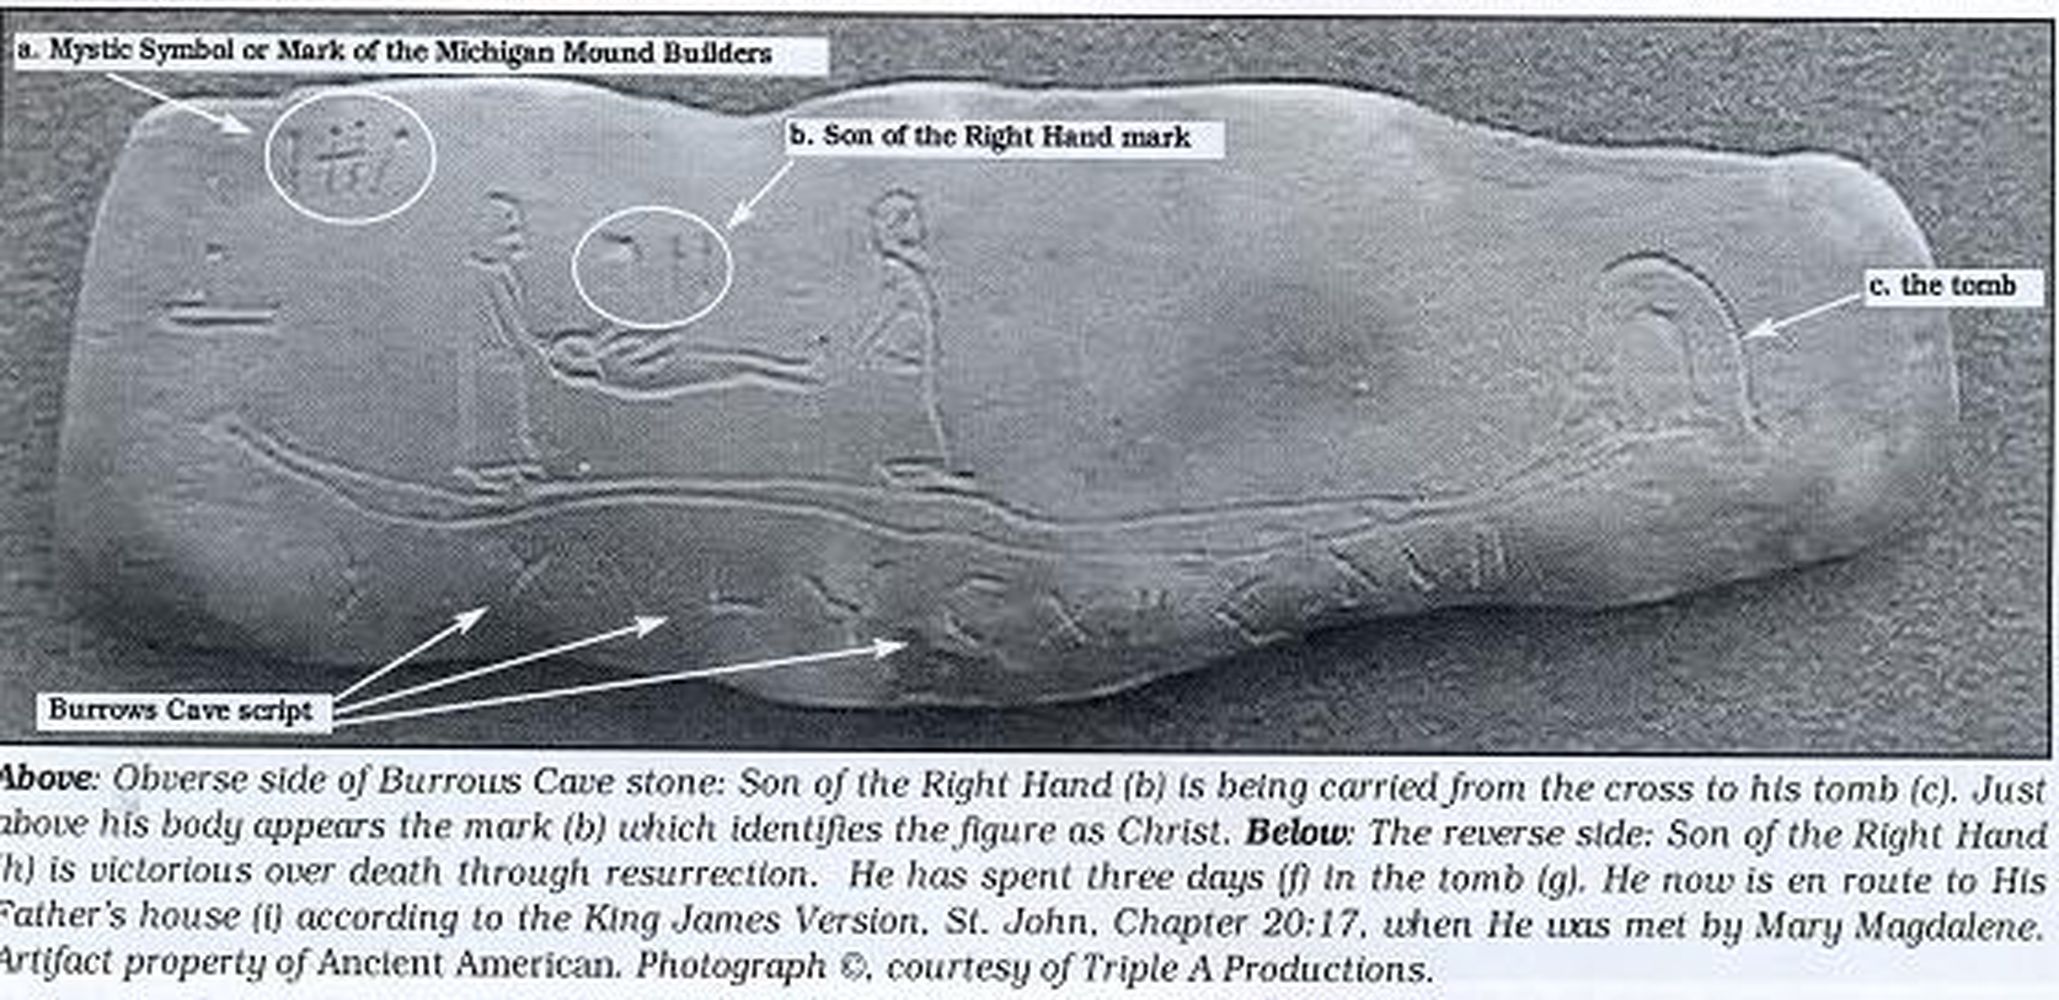 a. Mystic Symbol or Mark of the Michigan Mound Builders
b. Son of the Right Hand mark
c. the tomb
Burrows Cave script
Above: Obverse side of Burrows Cave stone: Son of the Right Hand (b) is being carried from the cross to his tomb (c). Just
above his body appears the mark (b) which identifies the figure as Christ. Below: The reverse side: Son of the Right Hand
(h) is victorious over death through resurrection. He has spent three days (f) in the tomb (g). He now is en route to His
Father's house (i) according to the King James Version, St. John, Chapter 20:17, when He was met by Mary Magdalene.
Artifact property of Ancient American. Photograph ©, courtesy of Triple A Productions.